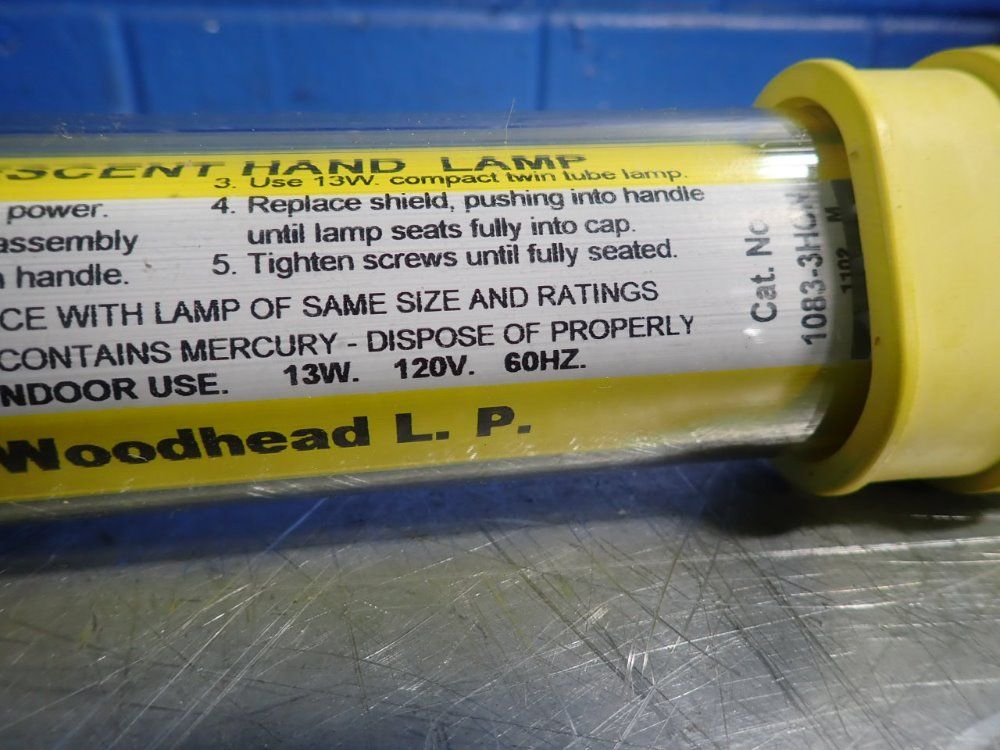 SCENT HAND LAMP
3. Use 13W. compact twin tube lamp.
power.
4. Replace shield, pushing into handle
assembly
until lamp seats fully into cap.
handle.
5. Tighten screws until fully seated.
CE WITH LAMP OF SAME SIZE AND RATINGS
CONTAINS MERCURY - DISPOSE OF PROPERLY
NDOOR USE. 13W. 120V. 60HZ.
Woodhead L. P.
Cat. No
1083-3H
1102 M